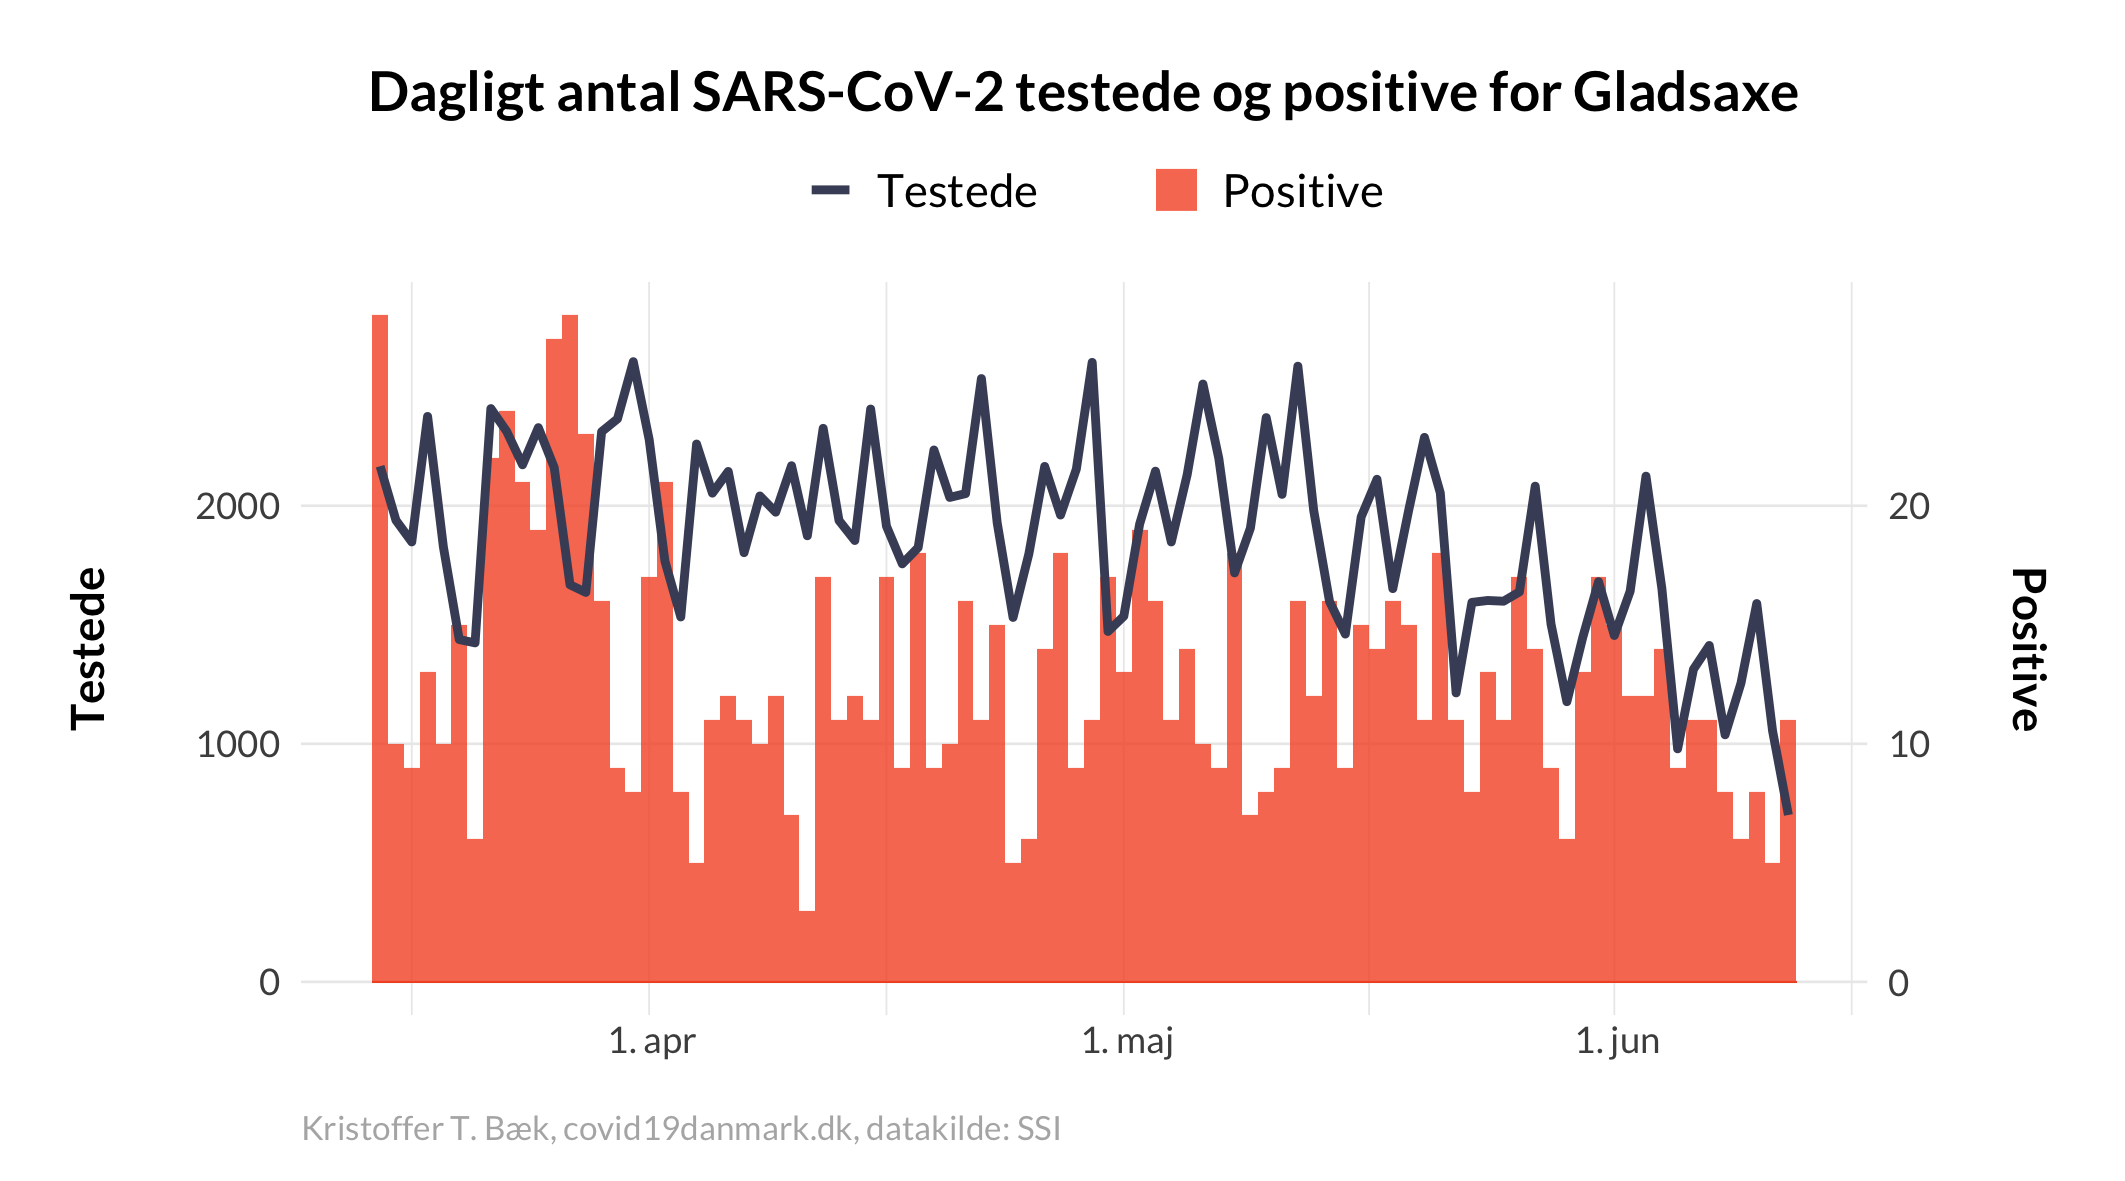 Dagligt antal SARS-CoV-2 testede og positive for Gladsaxe
Testede Positive
Testede
2000
1000
0
20
10
0
Positive
1. apr 1. maj 1. jun
Kristoffer T. Bæk, covid19danmark.dk, datakilde: SSI